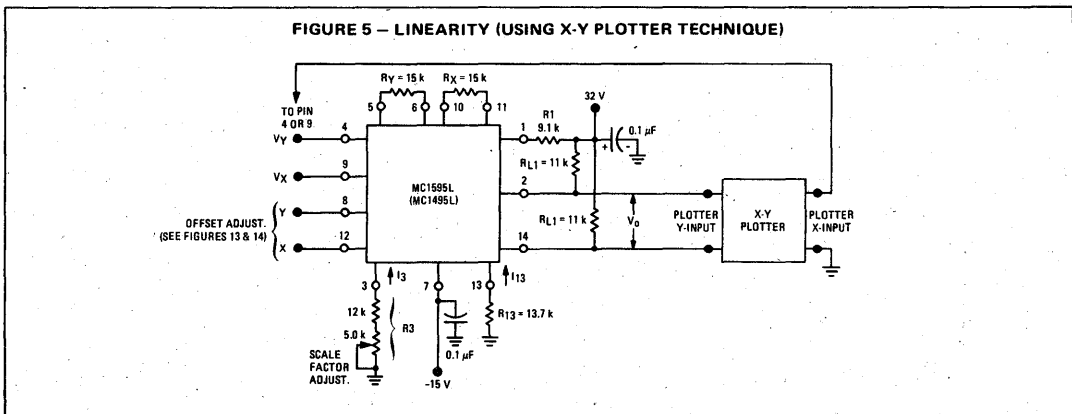 FIGURE 5 – LINEARITY (USING X-Y PLOTTER TECHNIQUE)
RY = 15 k
RX = 15 k
5
6
10
11
TO PIN
4 OR 9
32 V
VY
4
1
R1
9.1 k
0.1 µF
+
-
RL1 = 11 k
9
VX
2
MC1595L
(MC1495L)
8
Y
OFFSET ADJUST.
(SEE FIGURES 13 & 14)
X
12
RL1 = 11 k
14
Vo
PLOTTER
Y-INPUT
X-Y
PLOTTER
PLOTTER
X-INPUT
I3
I13
3
7
13
12 k
R3
5.0 k
SCALE
FACTOR
ADJUST.
0.1 µF
R13 = 13.7 k
-15 V